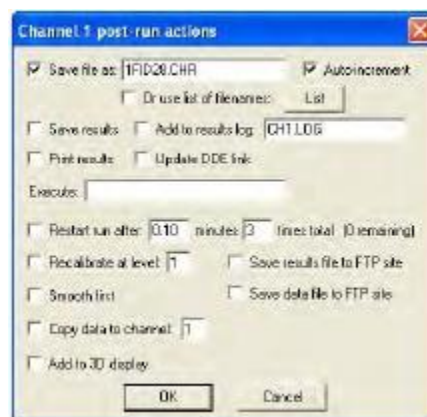 Channel 1 post-run actions
Save file as: 1FID28.CHR Autoincrement
Or use list of filenames: List
Save results Add to results log: CH1.LOG
Print results Update DDE link
Execute:
Restart run after: 0.10 minutes 3 times total (0 remaining)
Recalibrate at level: 1 Save results file to FTP site
Smooth first Save data file to FTP site
Copy data to channel: 1
Add to 3D display
OK Cancel